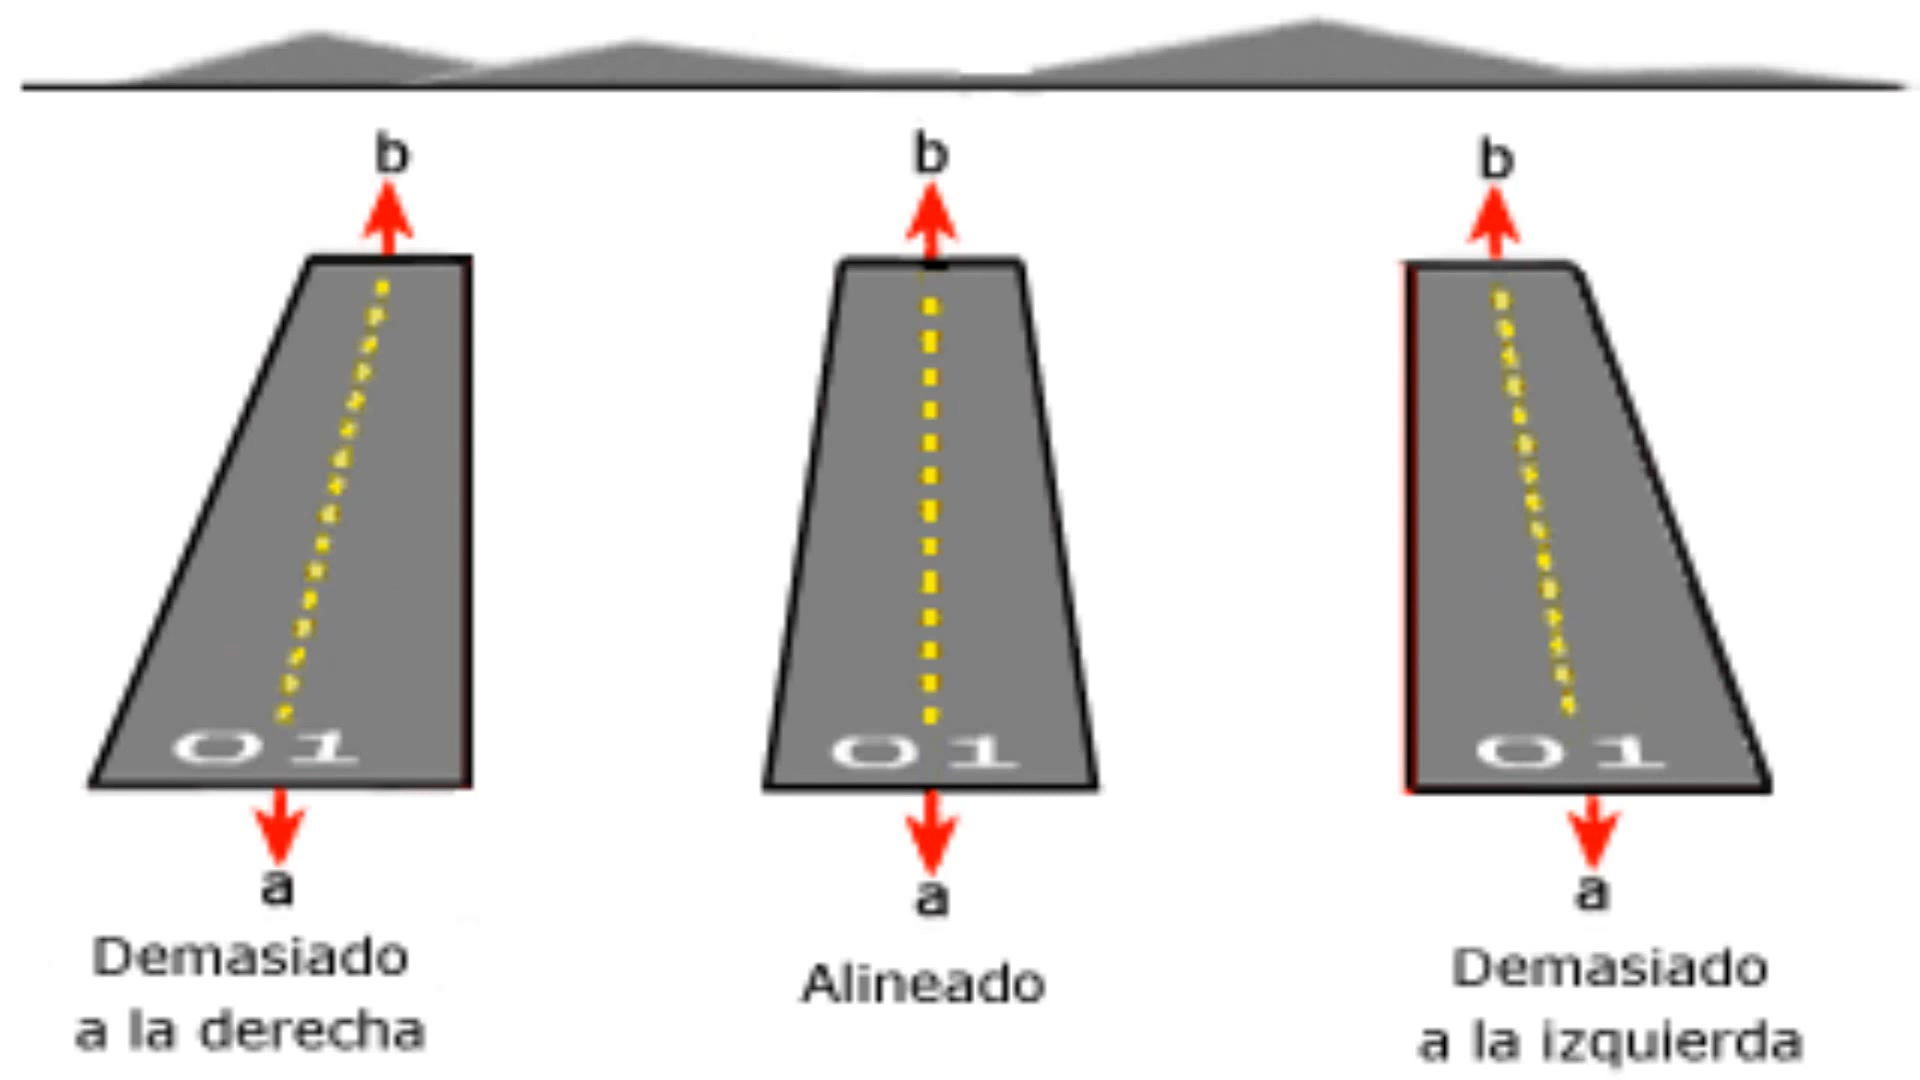 b b b
01 01 01
a a a
Demasiado
a la derecha
Alineado
Demasiado
a la izquierda